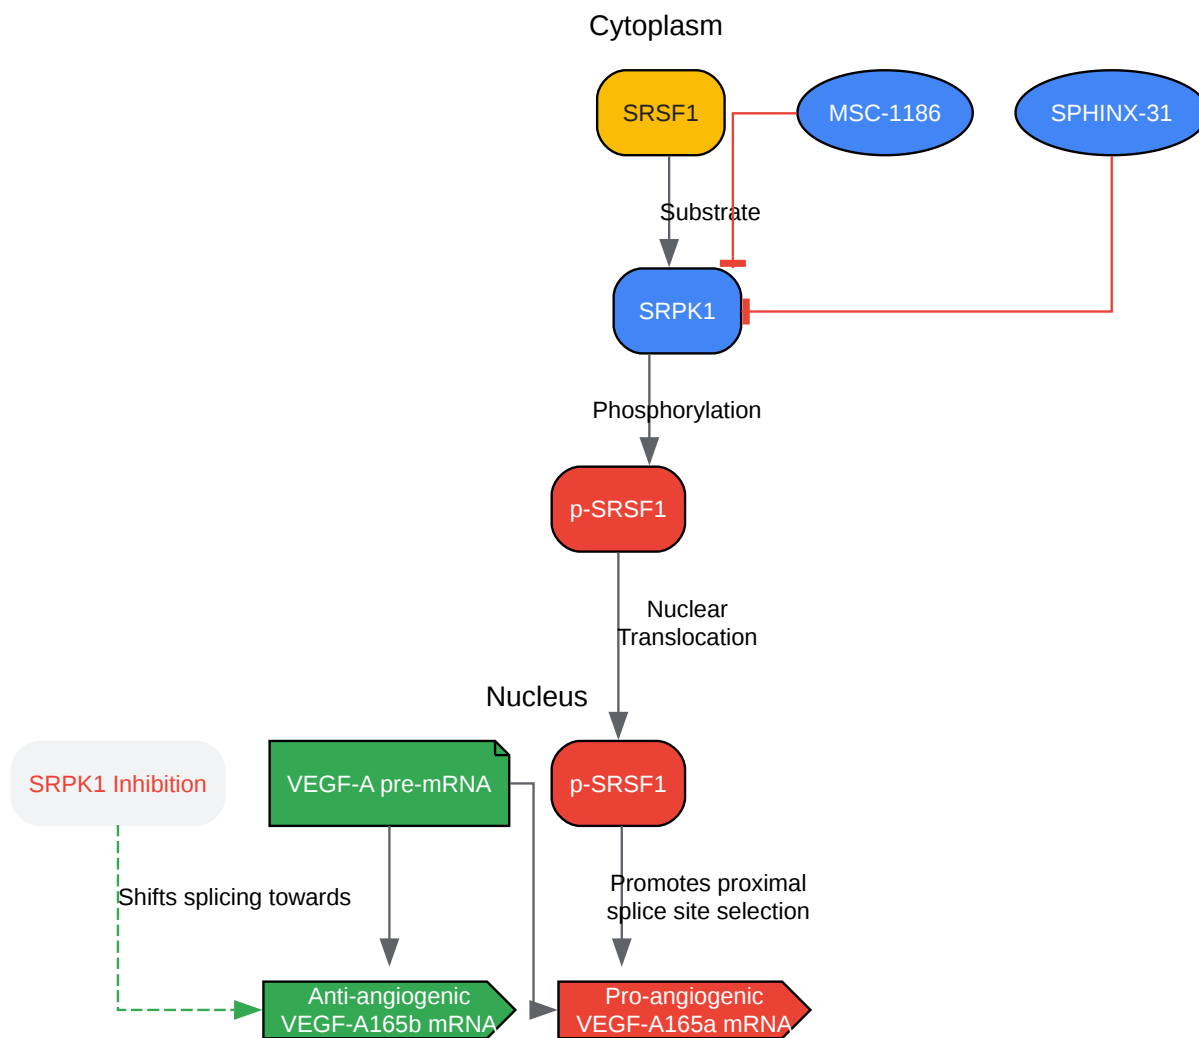 Cytoplasm
SRSF1
MSC-1186
SPHINX-31
Substrate
SRPK1
Phosphorylation
p-SRSF1
Nuclear
Translocation
Nucleus
SRPK1 Inhibition
VEGF-A pre-mRNA
p-SRSF1
Shifts splicing towards
Promotes proximal
splice site selection
Anti-angiogenic
VEGF-A165b mRNA
Pro-angiogenic
VEGF-A165a mRNA